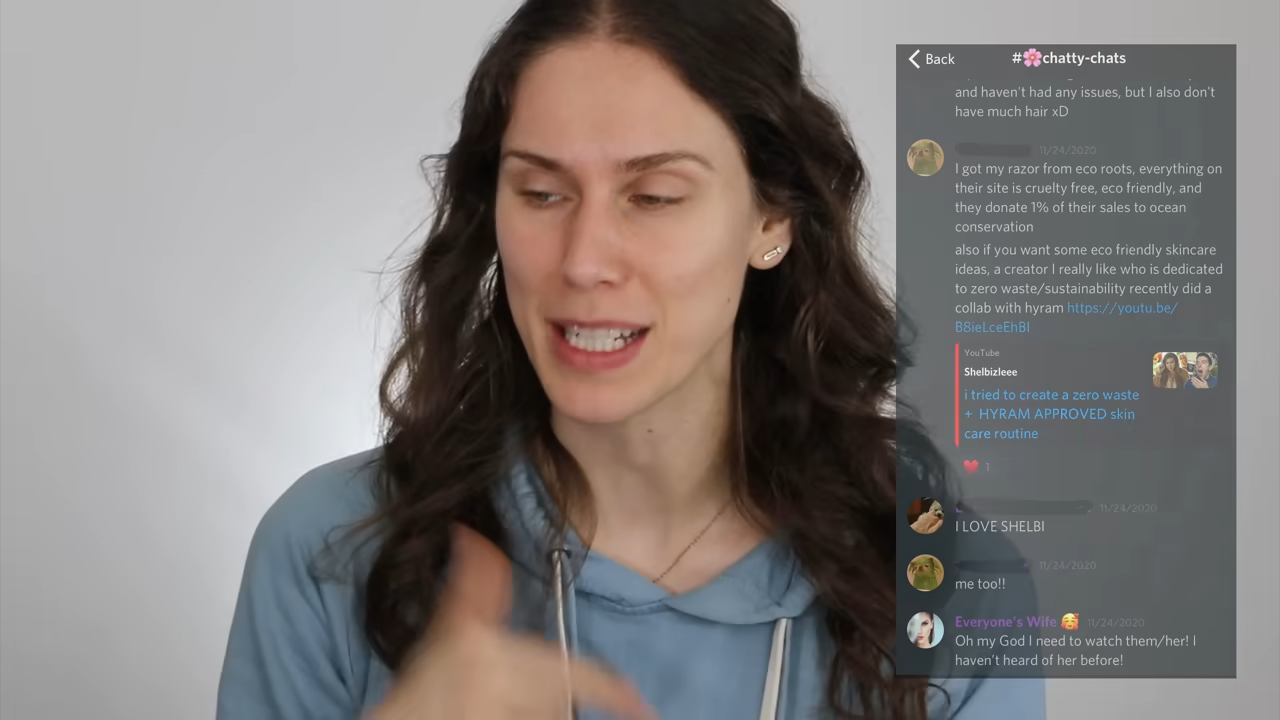 Back
#🌸chatty-chats
and haven't had any issues, but I also don't
have much hair xD
11/24/2020
I got my razor from eco roots, everything on
their site is cruelty free, eco friendly, and
they donate 1% of their sales to ocean
conservation
also if you want some eco friendly skincare
ideas, a creator I really like who is dedicated
to zero waste/sustainability recently did a
collab with hyram https://youtu.be/
B8ieLceEhBI
YouTube
Shelbizleee
i tried to create a zero waste
+ HYRAM APPROVED skin
care routine
❤️ 1
11/24/2020
I LOVE SHELBI
11/24/2020
me too!!
Everyone's Wife 🥰 11/24/2020
Oh my God I need to watch them/her! I
haven't heard of her before!